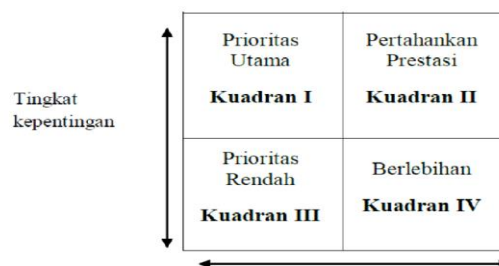 Tingkat
kepentingan
Prioritas
Utama
Kuadran I
Pertahankan
Prestasi
Kuadran II
Prioritas
Rendah
Kuadran III
Berlebihan
Kuadran IV